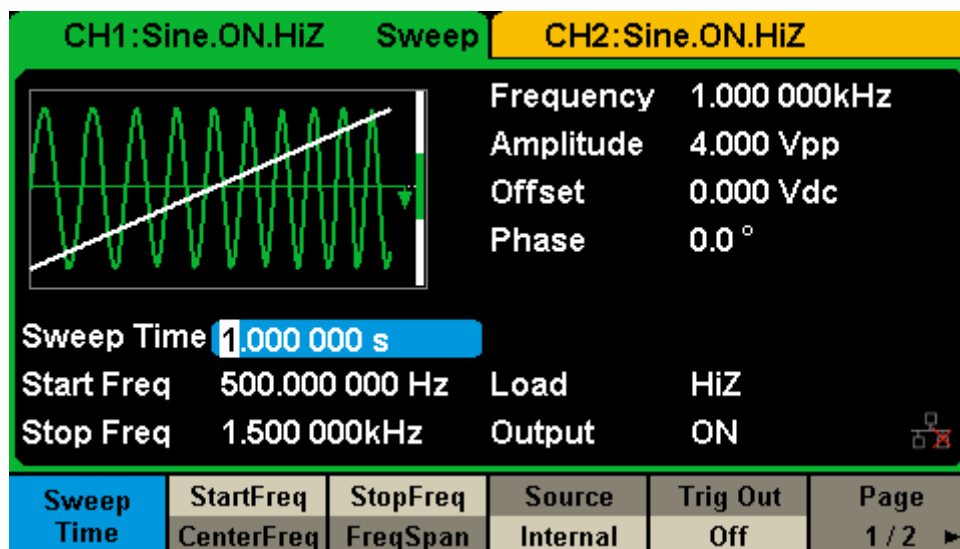 CH1:Sine.ON.HiZ Sweep CH2:Sine.ON.HiZ
Frequency 1.000 000kHz
Amplitude 4.000 Vpp
Offset 0.000 Vdc
Phase 0.0 °
Sweep Time 1.000 000 s
Start Freq 500.000 000 Hz Load HiZ
Stop Freq 1.500 000kHz Output ON
Sweep StartFreq StopFreq Source Trig Out Page
Time CenterFreq FreqSpan Internal Off 1/2 ►